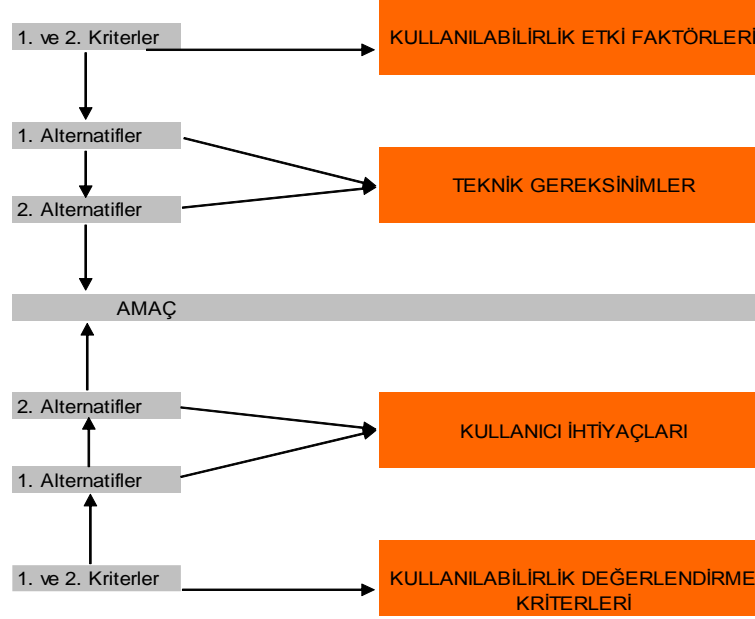 1. ve 2. Kriterler
KULLANILABİLİRLİK ETKİ FAKTÖRLERİ
1. Alternatifler
TEKNİK GEREKSİNİMLER
2. Alternatifler
AMAÇ
2. Alternatifler
KULLANICI İHTİYAÇLARI
1. Alternatifler
1. ve 2. Kriterler
KULLANILABİLİRLİK DEĞERLENDİRME
KRİTERLERİ